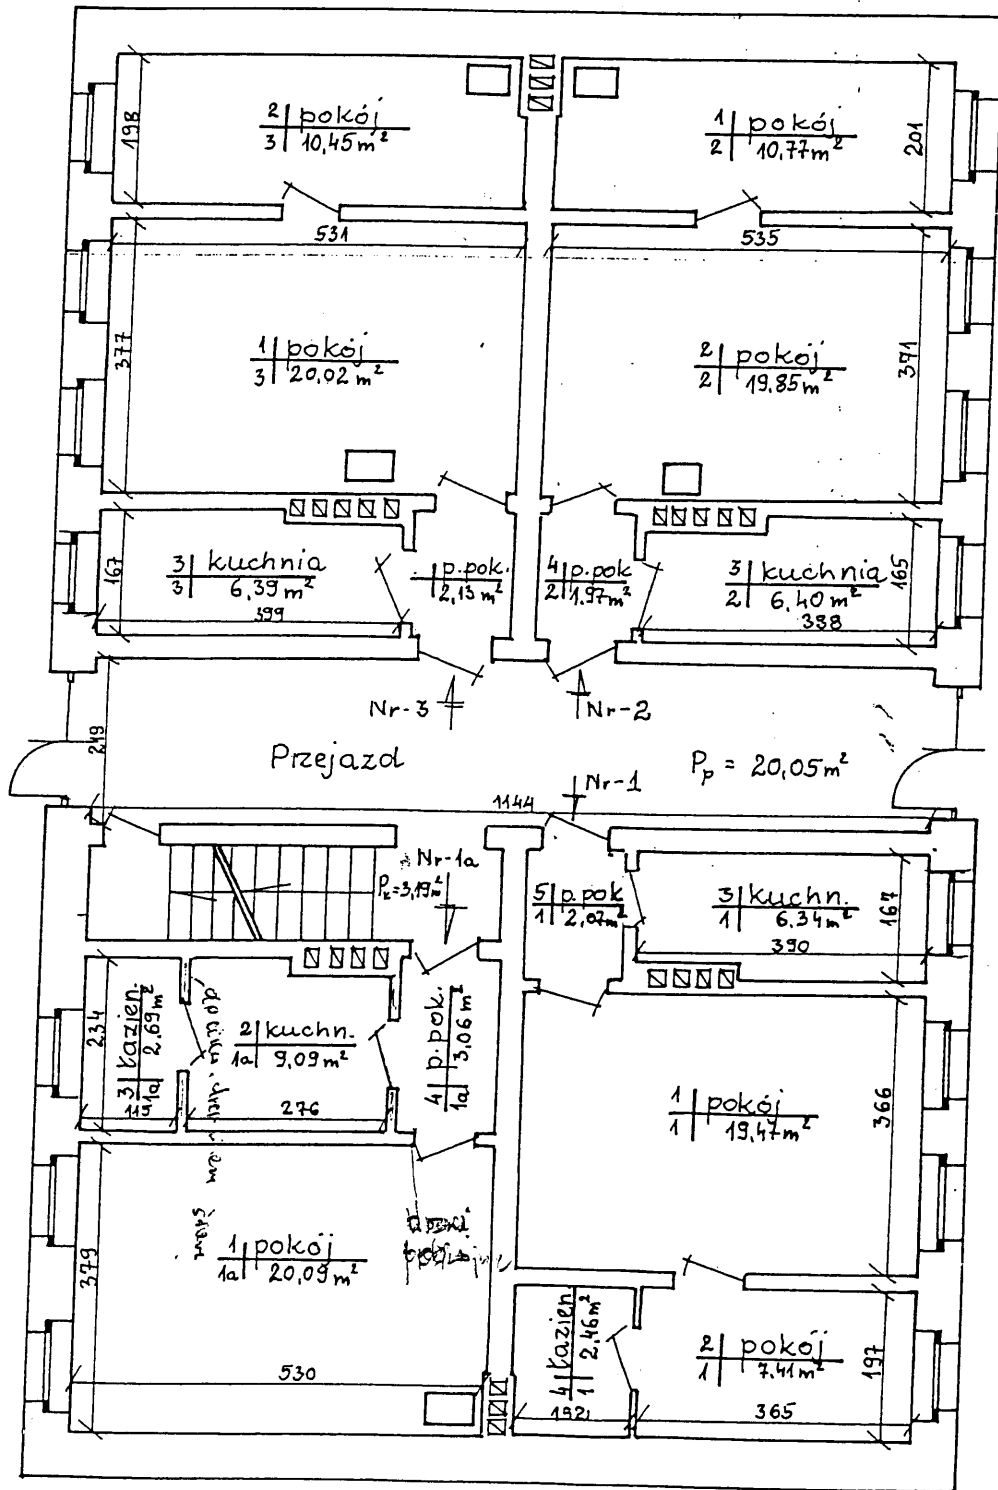 198
2 pokój
3 10,45 m²
1 pokój
2 10,77 m²
201
531
535
377
1 pokój
3 20,02 m²
2 pokój
2 19,85 m²
371
167
3 kuchnia
3 6,39 m²
399
p.pok.
2,13 m²
4 p.pok
2 1,97 m²
3 kuchnia
2 6,40 m²
398
165
Nr-3
Nr-2
249
Przejazd
Pp = 20,05 m²
Nr-1
1144
Nr-1a
Pk=3,19 m²
5 p.pok
1 2,07 m²
3 kuchn.
1 6,34 m²
167
390
234
3 łazien.
1a 2,69 m²
115
2 kuchn.
1a 9,09 m²
276
4 p.pok.
1a 3,06 m²
1 pokój
1 19,47 m²
366
379
1 pokój
1a 20,09 m²
530
4 łazien
1 2,46 m²
192
2 pokój
1 7,41 m²
365
197